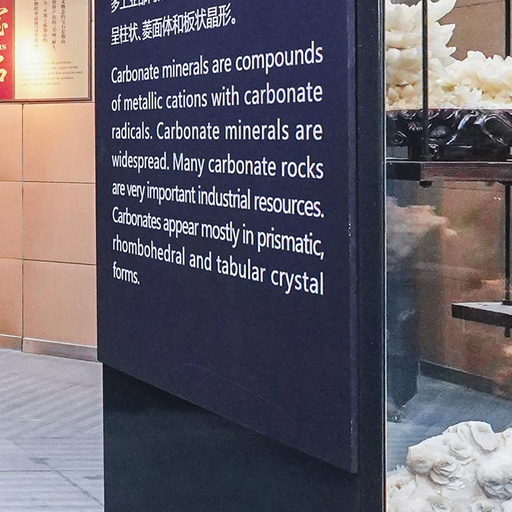 呈柱状、菱面体和板状晶形。
Carbonate minerals are compounds
of metallic cations with carbonate
radicals. Carbonate minerals are
widespread. Many carbonate rocks
are very important industrial resources.
Carbonates appear mostly in prismatic,
rhombohedral and tabular crystal
forms.